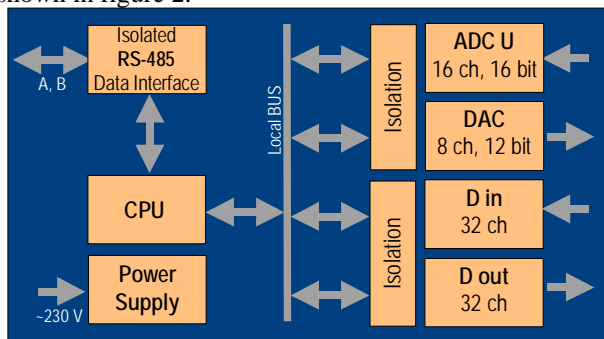 shown in figure 2.
Isolated
RS-485
Data Interface
A, B
CPU
Power
Supply
~230 V
Local BUS
Isolation
Isolation
ADC U
16 ch, 16 bit
DAC
8 ch, 12 bit
D in
32 ch
D out
32 ch